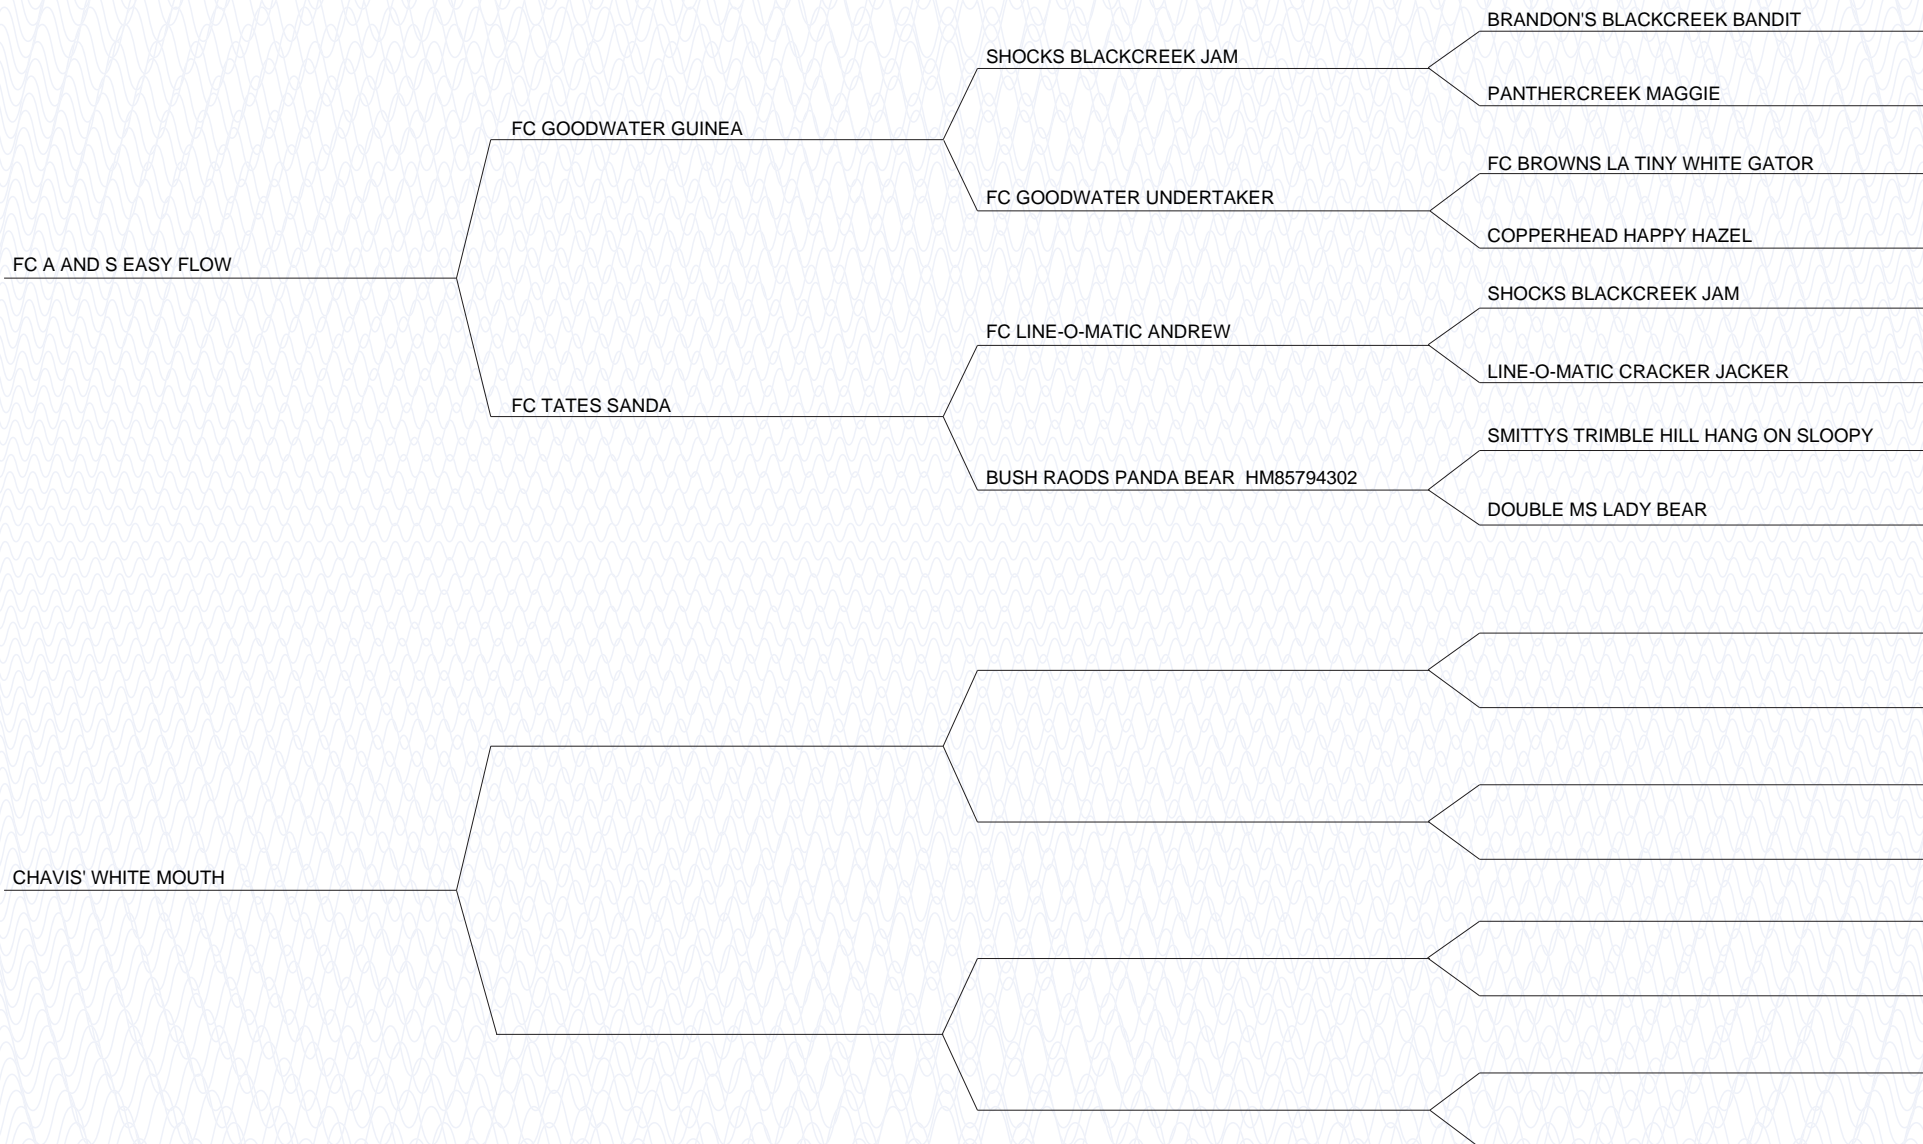 BRANDON'S BLACKCREEK BANDIT
SHOCKS BLACKCREEK JAM
PANTHERCREEK MAGGIE
FC GOODWATER GUINEA
FC BROWNS LA TINY WHITE GATOR
FC GOODWATER UNDERTAKER
COPPERHEAD HAPPY HAZEL
FC A AND S EASY FLOW
SHOCKS BLACKCREEK JAM
FC LINE-O-MATIC ANDREW
LINE-O-MATIC CRACKER JACKER
FC TATES SANDA
SMITTYS TRIMBLE HILL HANG ON SLOOPY
BUSH RAODS PANDA BEAR  HM85794302
DOUBLE MS LADY BEAR
CHAVIS' WHITE MOUTH